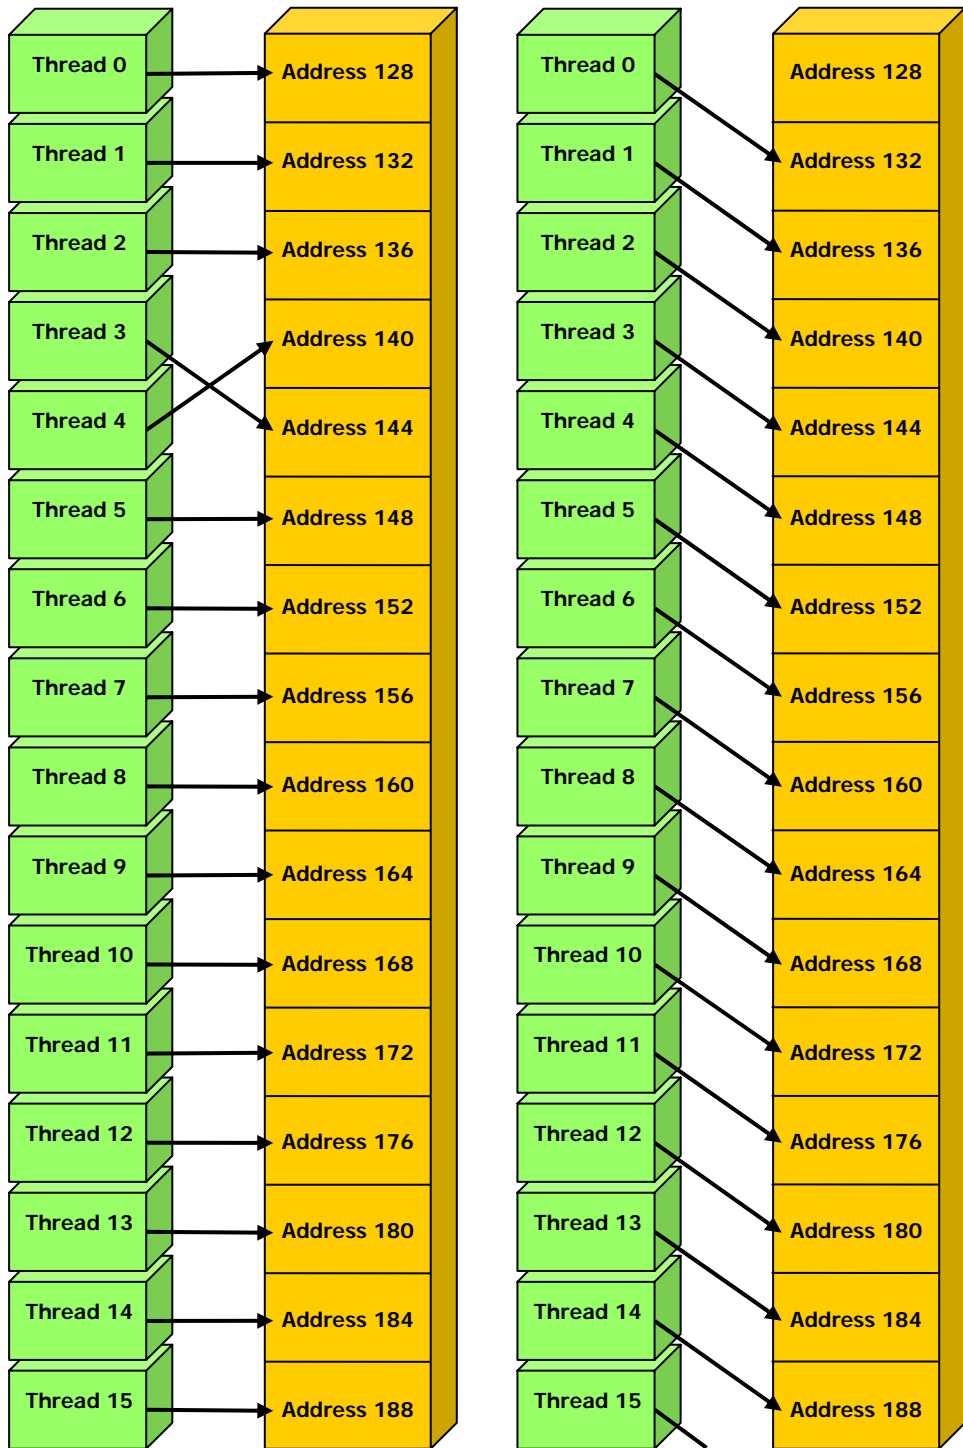 Thread 0
Address 128
Thread 1
Address 132
Thread 2
Address 136
Thread 3
Address 140
Thread 4
Address 144
Thread 5
Address 148
Thread 6
Address 152
Thread 7
Address 156
Thread 8
Address 160
Thread 9
Address 164
Thread 10
Address 168
Thread 11
Address 172
Thread 12
Address 176
Thread 13
Address 180
Thread 14
Address 184
Thread 15
Address 188
Thread 0
Address 128
Thread 1
Address 132
Thread 2
Address 136
Thread 3
Address 140
Thread 4
Address 144
Thread 5
Address 148
Thread 6
Address 152
Thread 7
Address 156
Thread 8
Address 160
Thread 9
Address 164
Thread 10
Address 168
Thread 11
Address 172
Thread 12
Address 176
Thread 13
Address 180
Thread 14
Address 184
Thread 15
Address 188